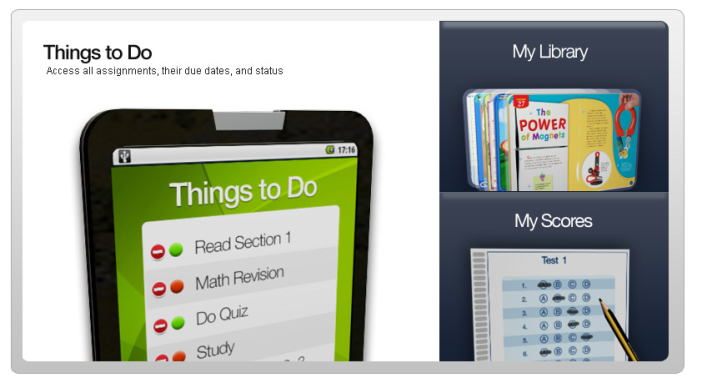 Things to Do
Access all assignments, their due dates, and status
17:16
Things to Do
Read Section 1
Math Revision
Do Quiz
Study
My Library
27
The
POWER
of Magnets
My Scores
Test 1
1. B C D
2. A C D
3. A B D
4. A B D
5. A B C
6. B C D